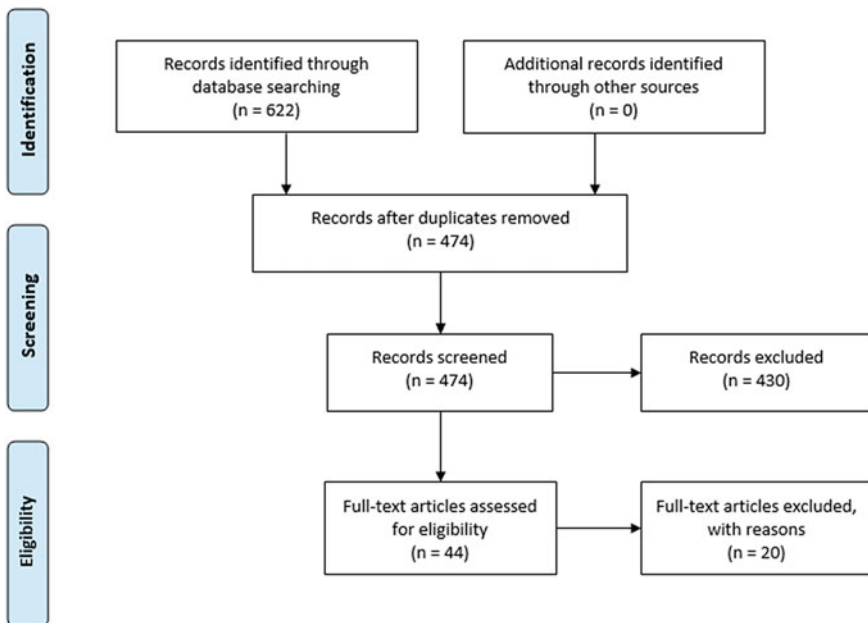 Identification
Records identified through
database searching
(n = 622)
Additional records identified
through other sources
(n = 0)
Records after duplicates removed
(n = 474)
Screening
Records screened
(n = 474)
Records excluded
(n = 430)
Eligibility
Full-text articles assessed
for eligibility
(n = 44)
Full-text articles excluded,
with reasons
(n = 20)